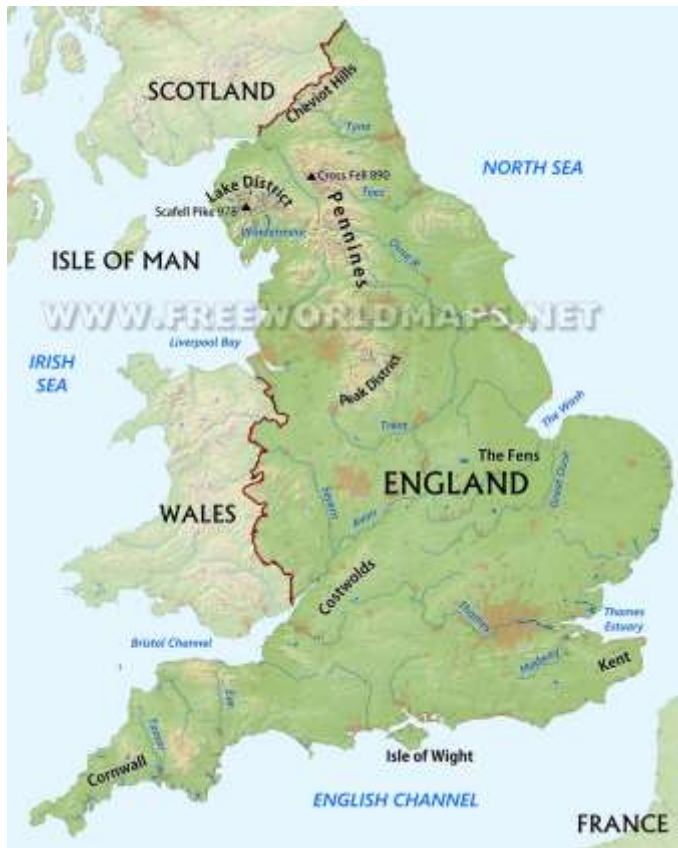 SCOTLAND
Cheviot Hills
Tyne
NORTH SEA
Cross Fell 890
Lake District
Tees
Scafell Pike 978
Pennines
Windermere
Ouse R.
ISLE OF MAN
WWW.FREEWORLDMAPS.NET
Liverpool Bay
IRISH
SEA
Peak District
The Wash
Trent
The Fens
ENGLAND
Great Ouse
Severn
Avon
WALES
Costwolds
Thames
Thames
Estuary
Bristol Channel
Medway
Kent
Exe
Tamar
Isle of Wight
Cornwall
ENGLISH CHANNEL
FRANCE